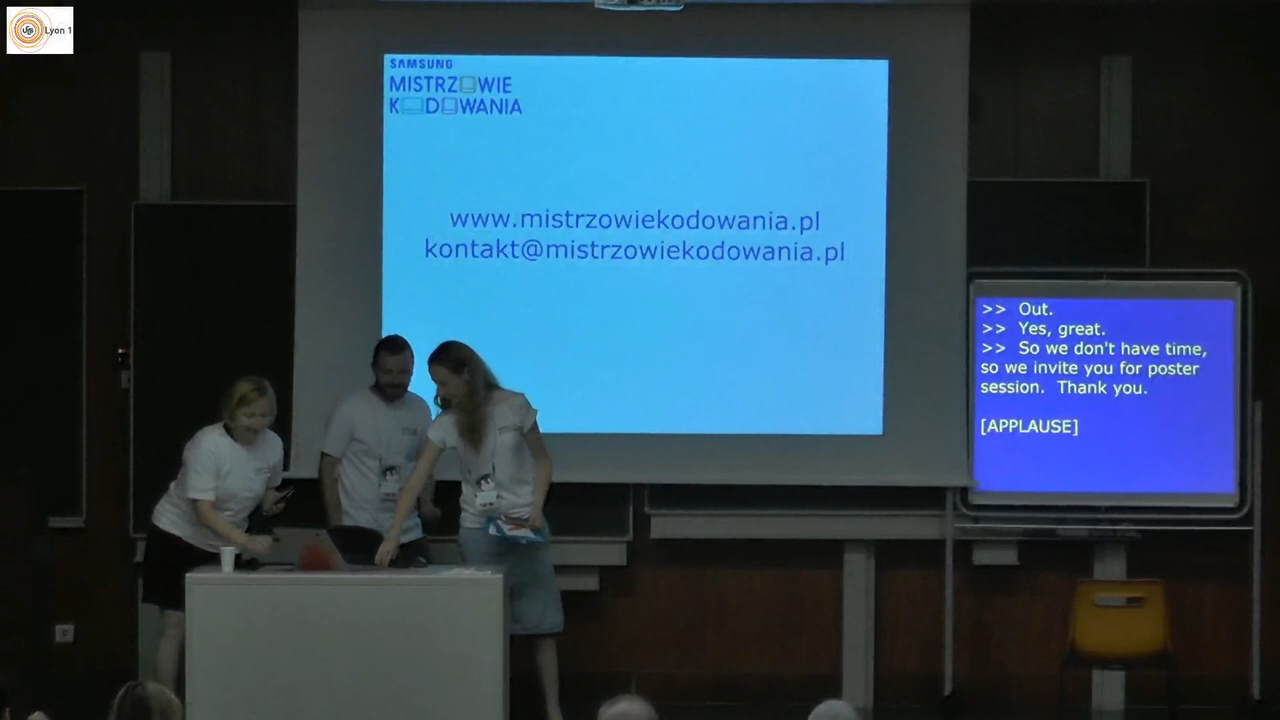 UCB Lyon 1
SAMSUNG
MISTRZOWIE
KODOWANIA
www.mistrzowiekodowania.pl
kontakt@mistrzowiekodowania.pl
>> Out.
>> Yes, great.
>> So we don't have time,
so we invite you for poster
session. Thank you.
[APPLAUSE]